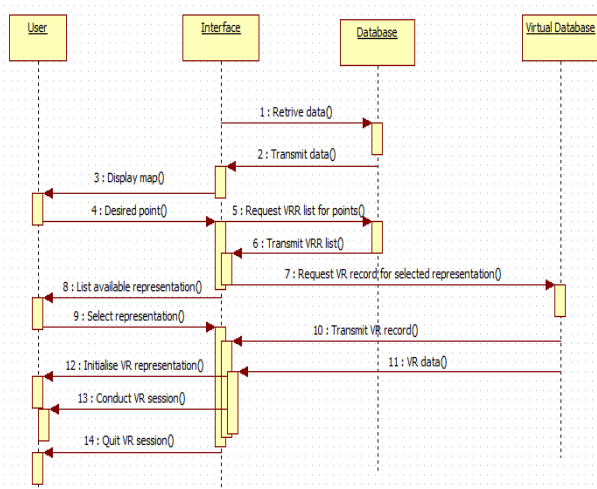 User
Interface
Database
Virtual Database
1 : Retrive data()
2 : Transmit data()
3 : Display map()
4 : Desired point()
5 : Request VRR list for points()
6 : Transmit VRR list()
7 : Request VR record for selected representation()
8 : List available representation()
9 : Select representation()
10 : Transmit VR record()
11 : VR data()
12 : Initialise VR representation()
13 : Conduct VR session()
14 : Quit VR session()